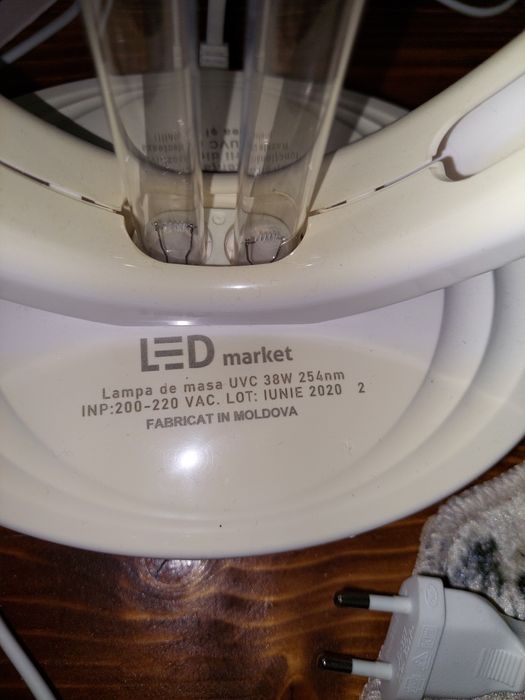 LED market
Lampa de masa UVC 38W 254nm
INP:200-220 VAC. LOT: IUNIE 2020 2
FABRICAT IN MOLDOVA